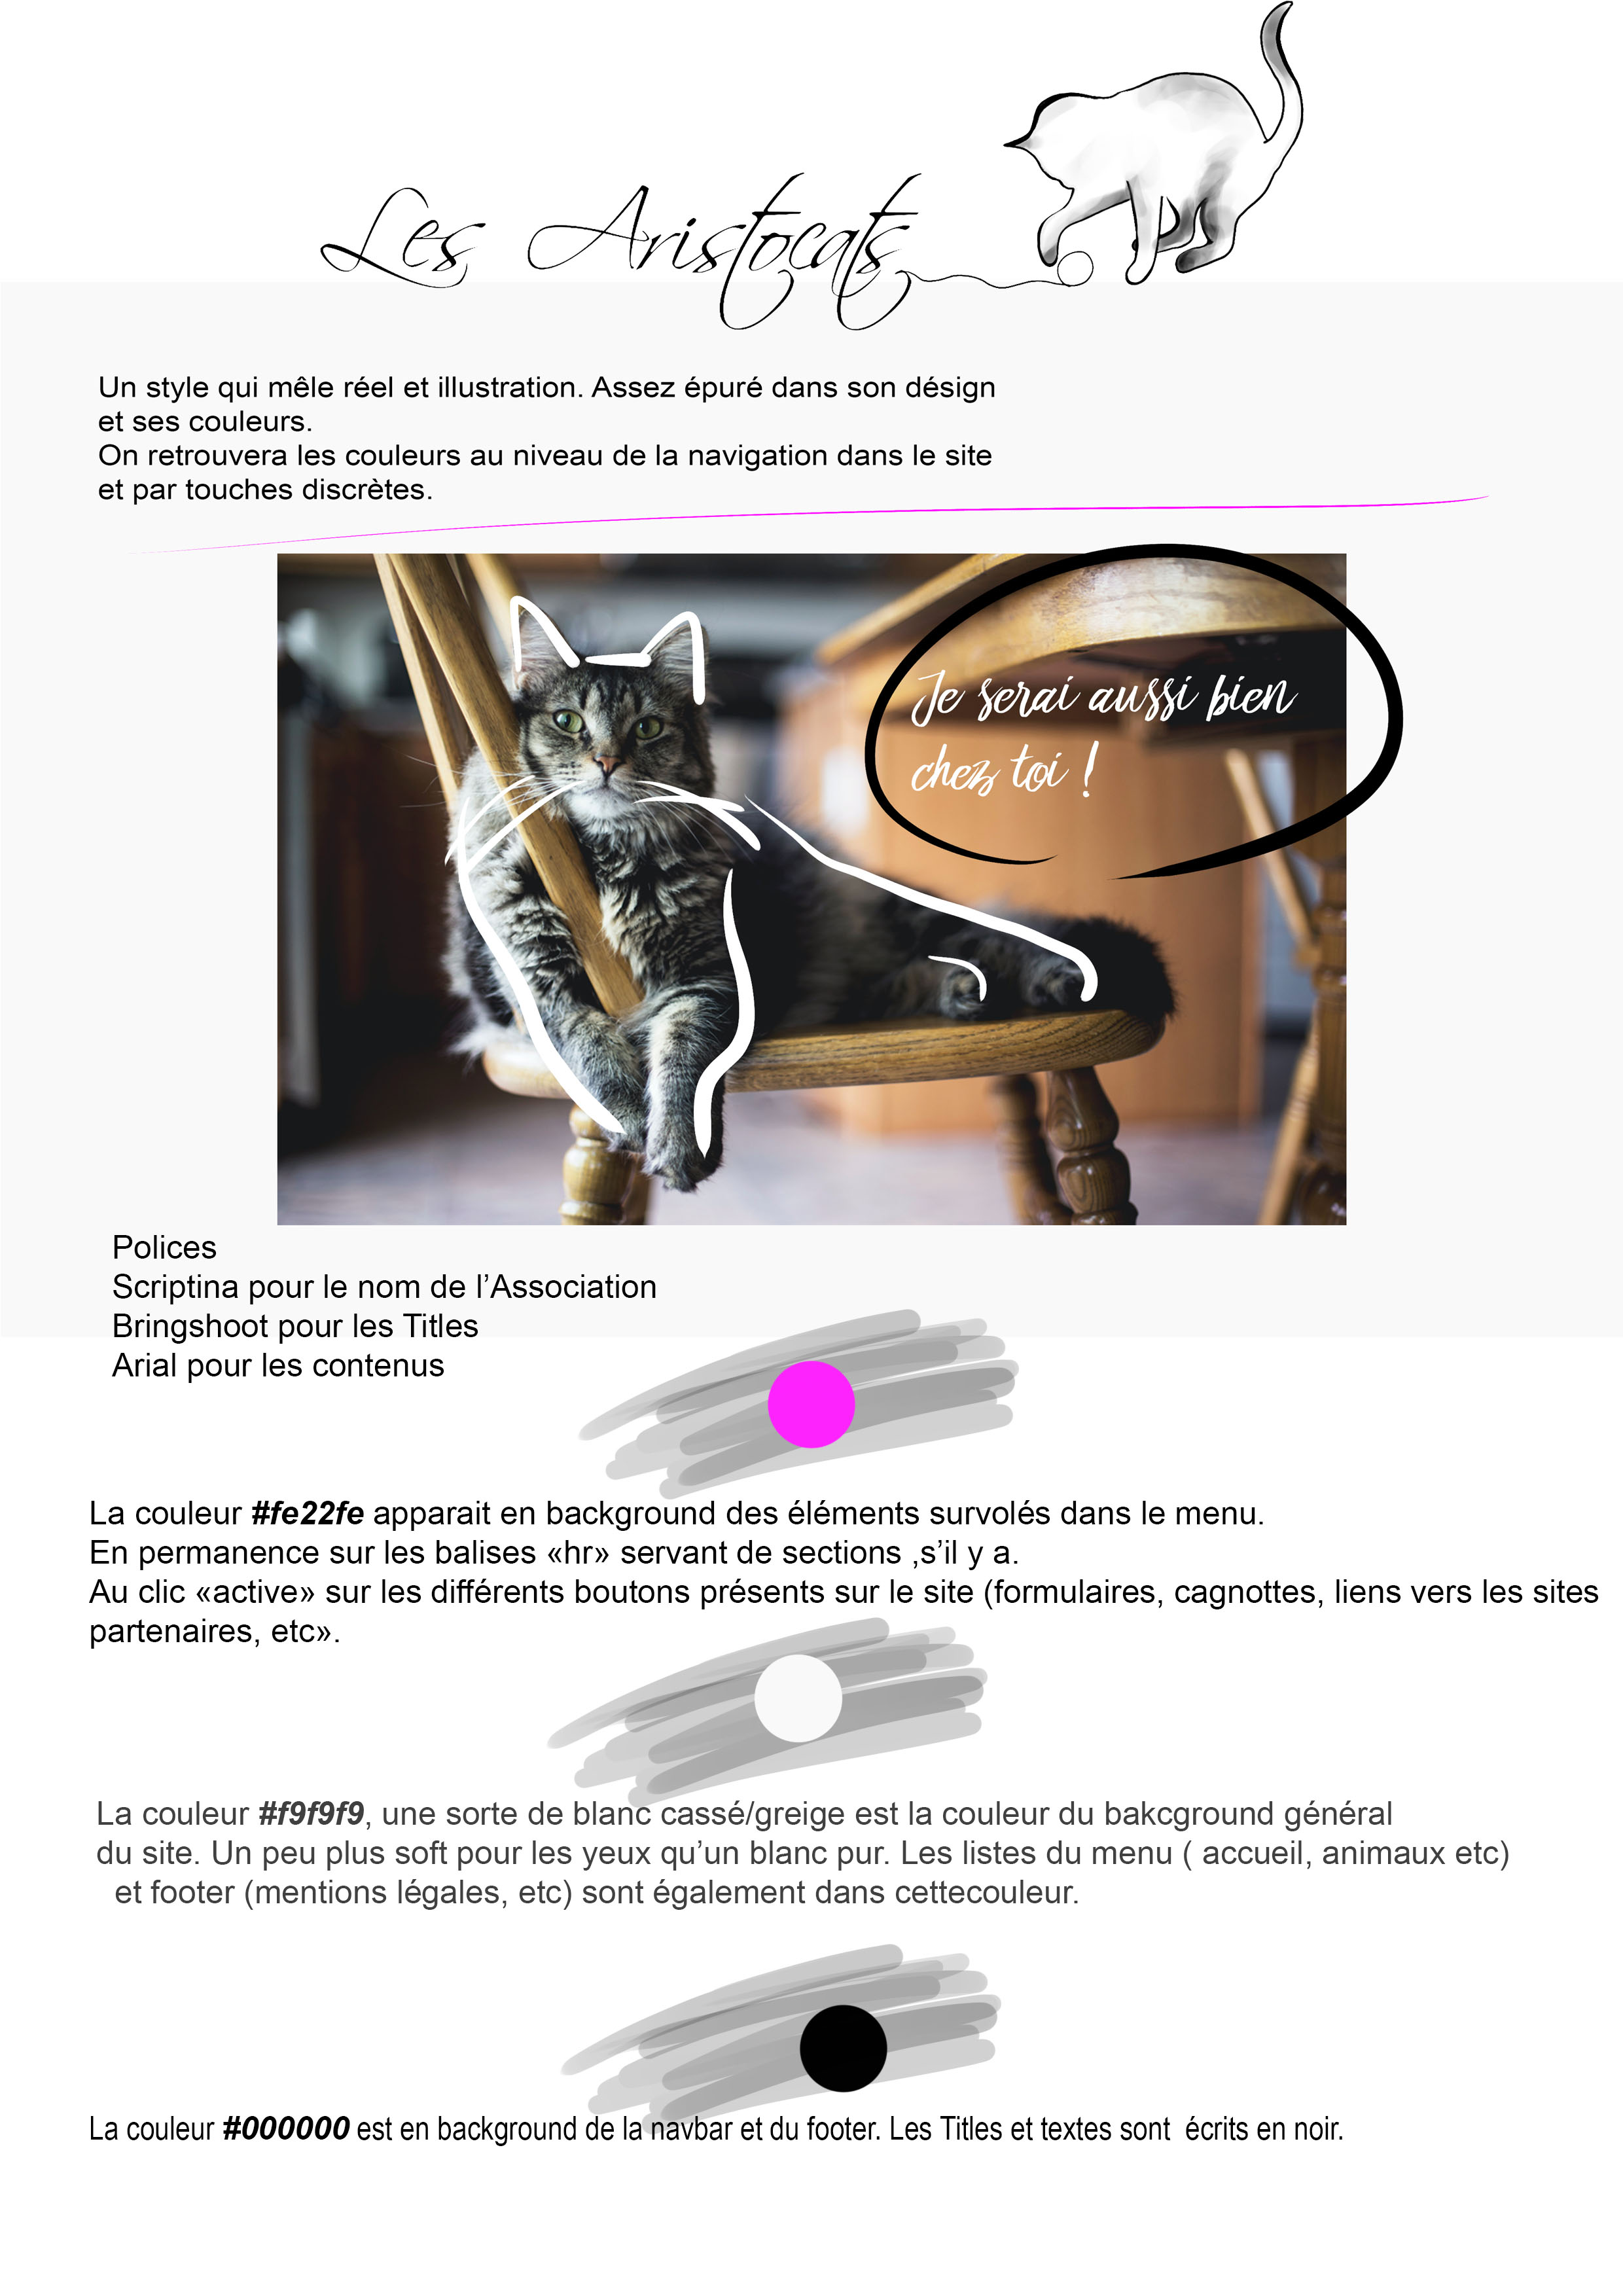 Les Aristocats
Un style qui mêle réel et illustration. Assez épuré dans son désign
et ses couleurs.
On retrouvera les couleurs au niveau de la navigation dans le site
et par touches discrètes.
Je serai aussi bien
chez toi !
Polices
Scriptina pour le nom de l’Association
Bringshoot pour les Titles
Arial pour les contenus
La couleur #fe22fe apparait en background des éléments survolés dans le menu.
En permanence sur les balises «hr» servant de sections ,s’il y a.
Au clic «active» sur les différents boutons présents sur le site (formulaires, cagnottes, liens vers les sites
partenaires, etc».
La couleur #f9f9f9, une sorte de blanc cassé/greige est la couleur du bakcground général
du site. Un peu plus soft pour les yeux qu’un blanc pur. Les listes du menu ( accueil, animaux etc)
et footer (mentions légales, etc) sont également dans cettecouleur.
La couleur #000000 est en background de la navbar et du footer. Les Titles et textes sont  écrits en noir.